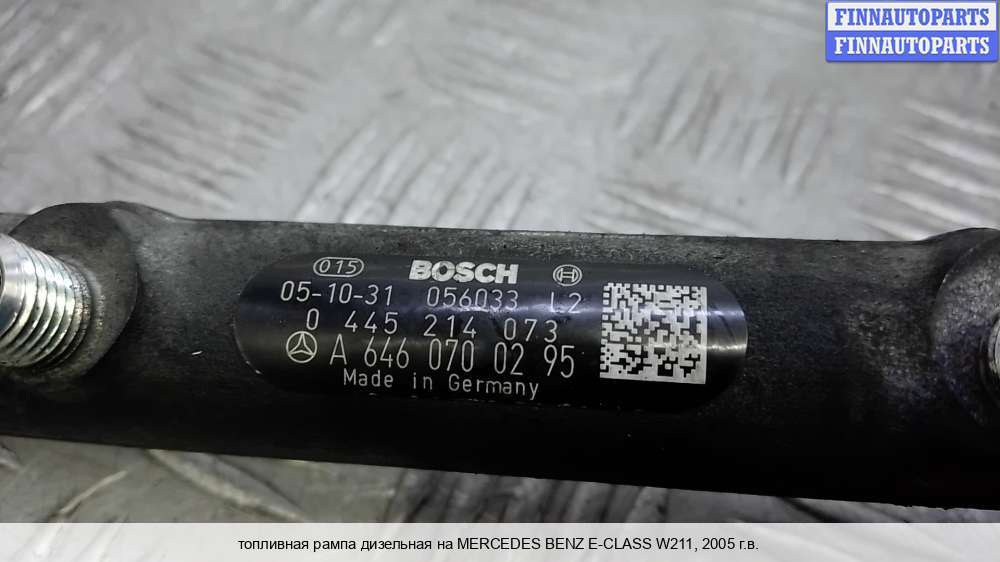 FINNAUTOPARTS
FINNAUTOPARTS
015 BOSCH
05-10-31 056033 L2
0 445 214 073
A 646 070 02 95
Made in Germany
топливная рампа дизельная на MERCEDES BENZ E-CLASS W211, 2005 г.в.